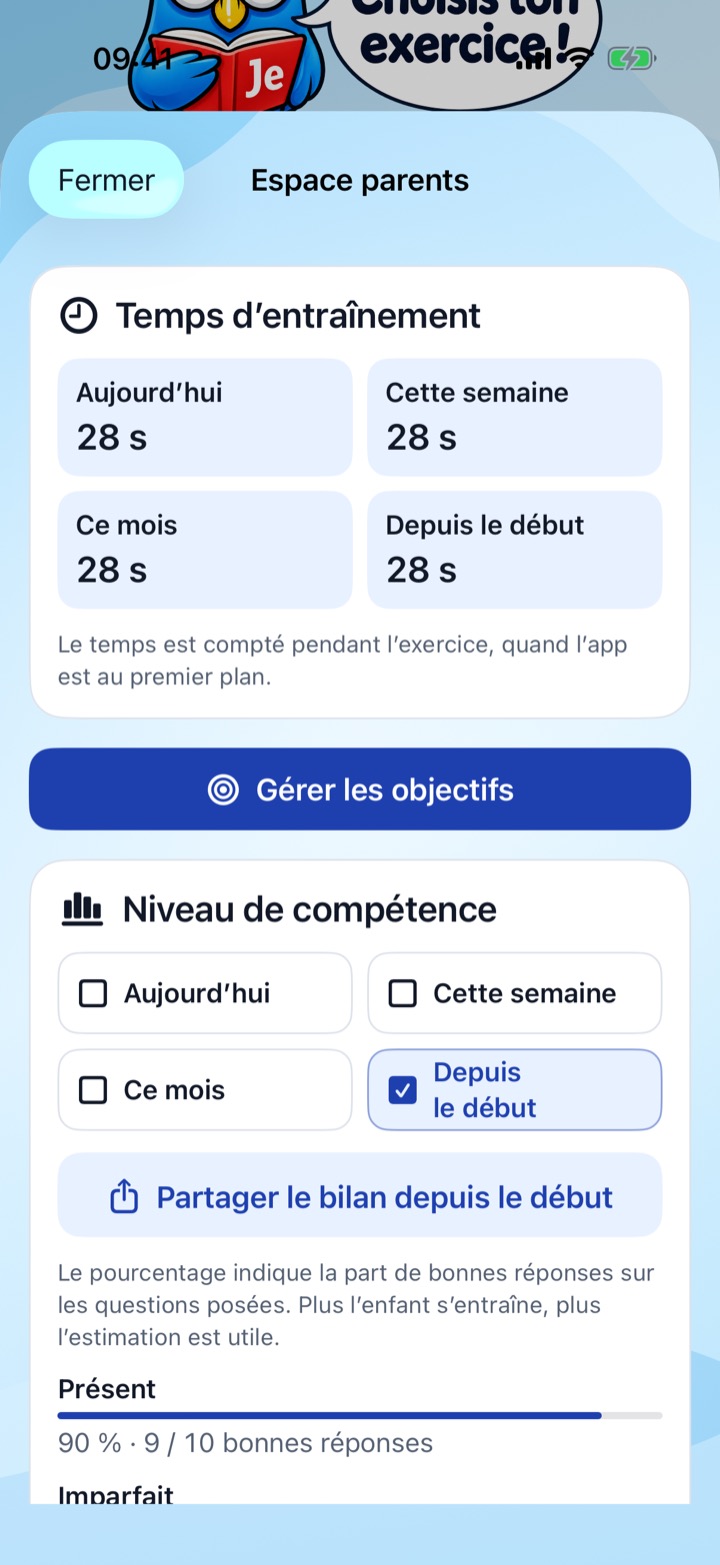 Choisis ton
exercice !
Je
09:41
Fermer
Espace parents
Temps d’entraînement
Aujourd’hui
28 s
Cette semaine
28 s
Ce mois
28 s
Depuis le début
28 s
Le temps est compté pendant l’exercice, quand l’app
est au premier plan.
Gérer les objectifs
Niveau de compétence
Aujourd’hui
Cette semaine
Ce mois
Depuis
le début
Partager le bilan depuis le début
Le pourcentage indique la part de bonnes réponses sur
les questions posées. Plus l’enfant s’entraîne, plus
l’estimation est utile.
Présent
90 % · 9 / 10 bonnes réponses
Imparfait